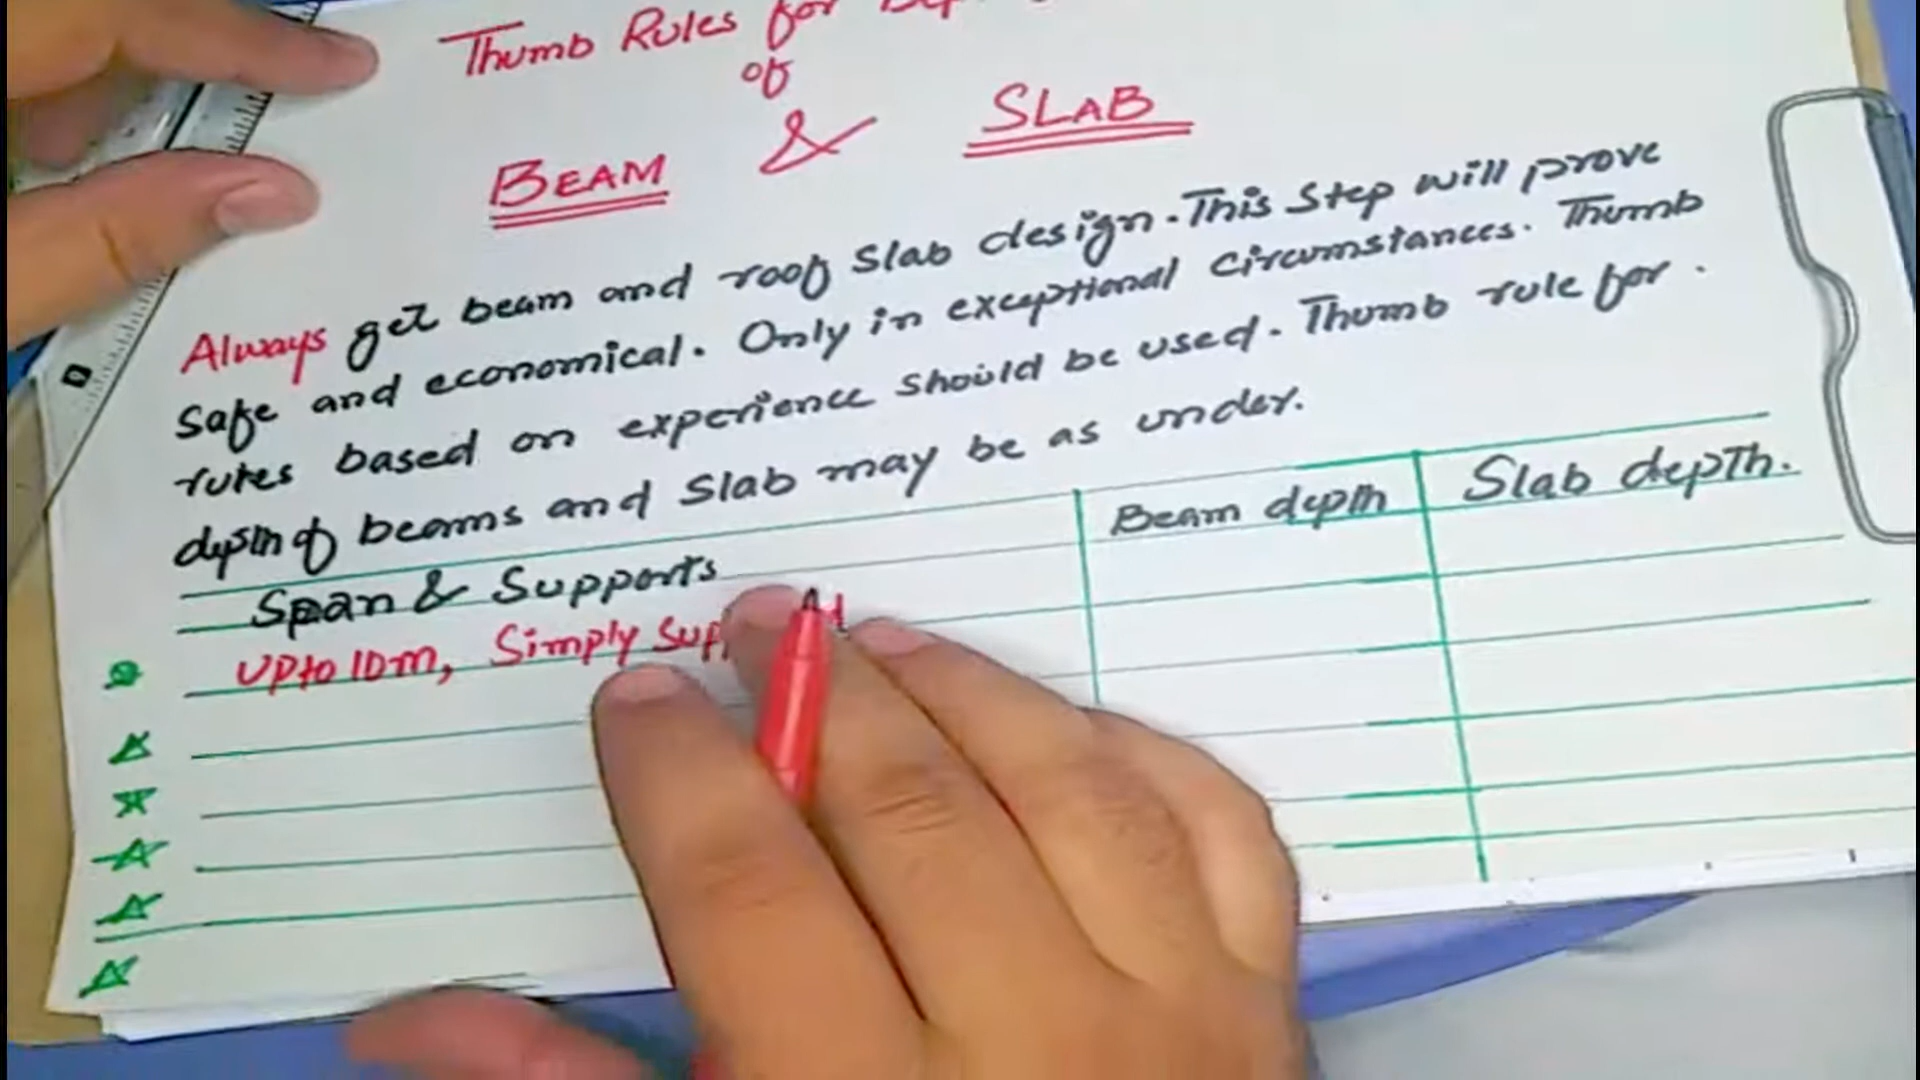 Thumb Rules for
of
BEAM & SLAB
Always get beam and roof Slab design. This Step will prove
Safe and economical. Only in exceptional circumstances. Thumb
rules based on experience should be used. Thumb rule for.
depth of beams and Slab may be as under.
Span & Supports Beam depth Slab depth.
Upto 10m, Simply